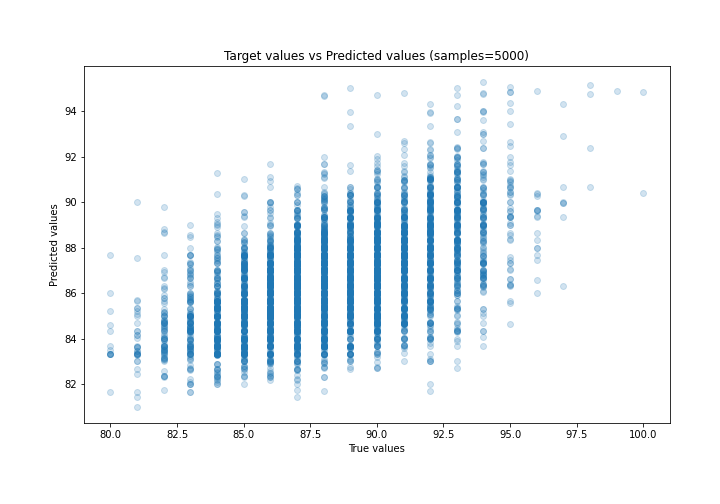 Target values vs Predicted values (samples=5000)
94
92
90
88
86
84
82
Predicted values
80.0 82.5 85.0 87.5 90.0 92.5 95.0 97.5 100.0
True values